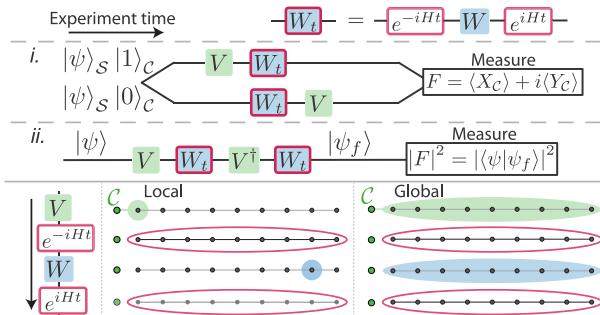 Experiment time
W_t = e^{-iHt} W e^{iHt}
i.
|ψ⟩_S |1⟩_C V W_t Measure
F = ⟨X_C⟩ + i⟨Y_C⟩
|ψ⟩_S |0⟩_C W_t V
ii.
|ψ⟩ V W_t V† W_t |ψ_f⟩ Measure
|F|² = |⟨ψ|ψ_f⟩|²
C Local C Global
V
e^{-iHt}
W
e^{iHt}